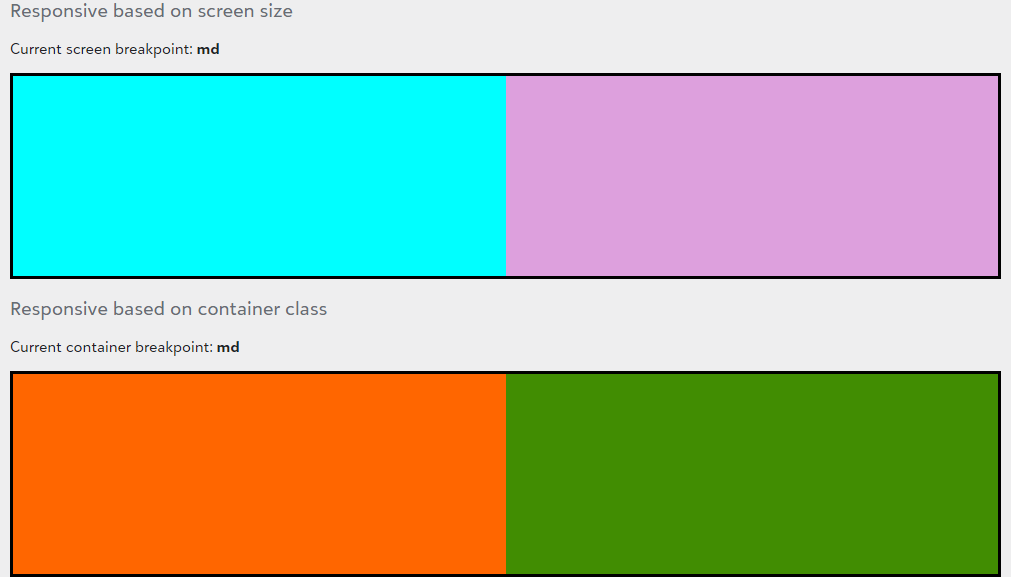 Responsive based on screen size
Current screen breakpoint: md
Responsive based on container class
Current container breakpoint: md